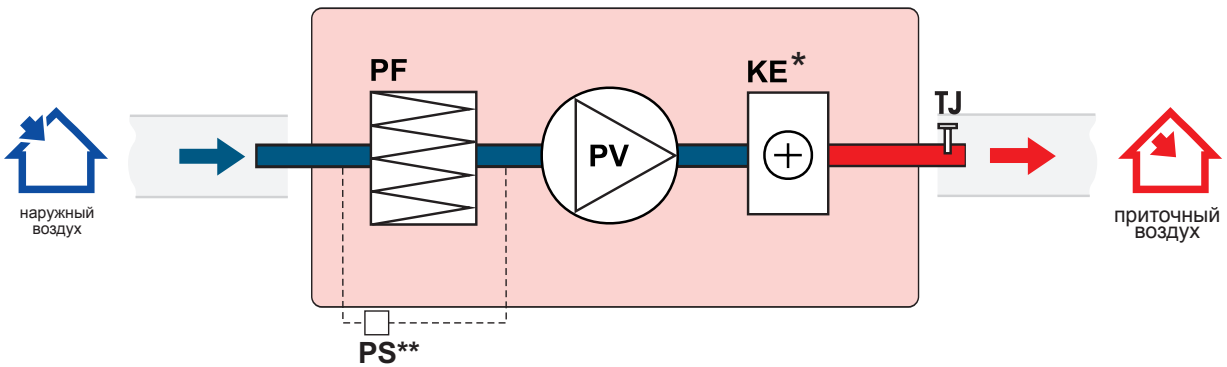 PF
KE*
TJ
PV
наружный
воздух
приточный
воздух
PS**